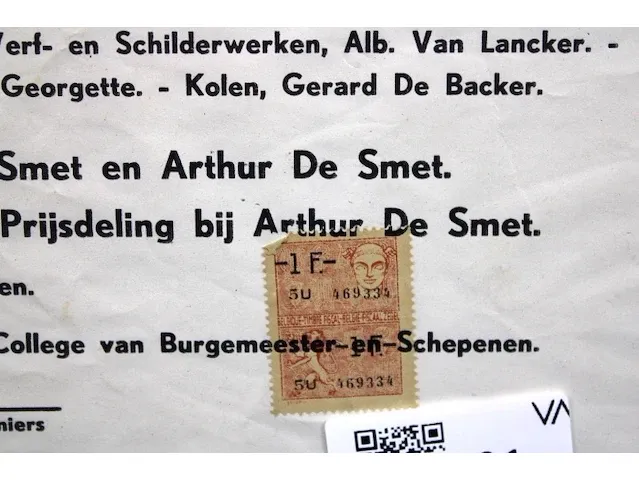 Verf- en Schilderwerken, Alb. Van Lancker. -
Georgette. - Kolen, Gerard De Backer.
Smet en Arthur De Smet.
Prijsdeling bij Arthur De Smet.
-1 F.-
5U 469334
en.
College van Burgemeester en Schepenen.
5U 469334
niers
VA